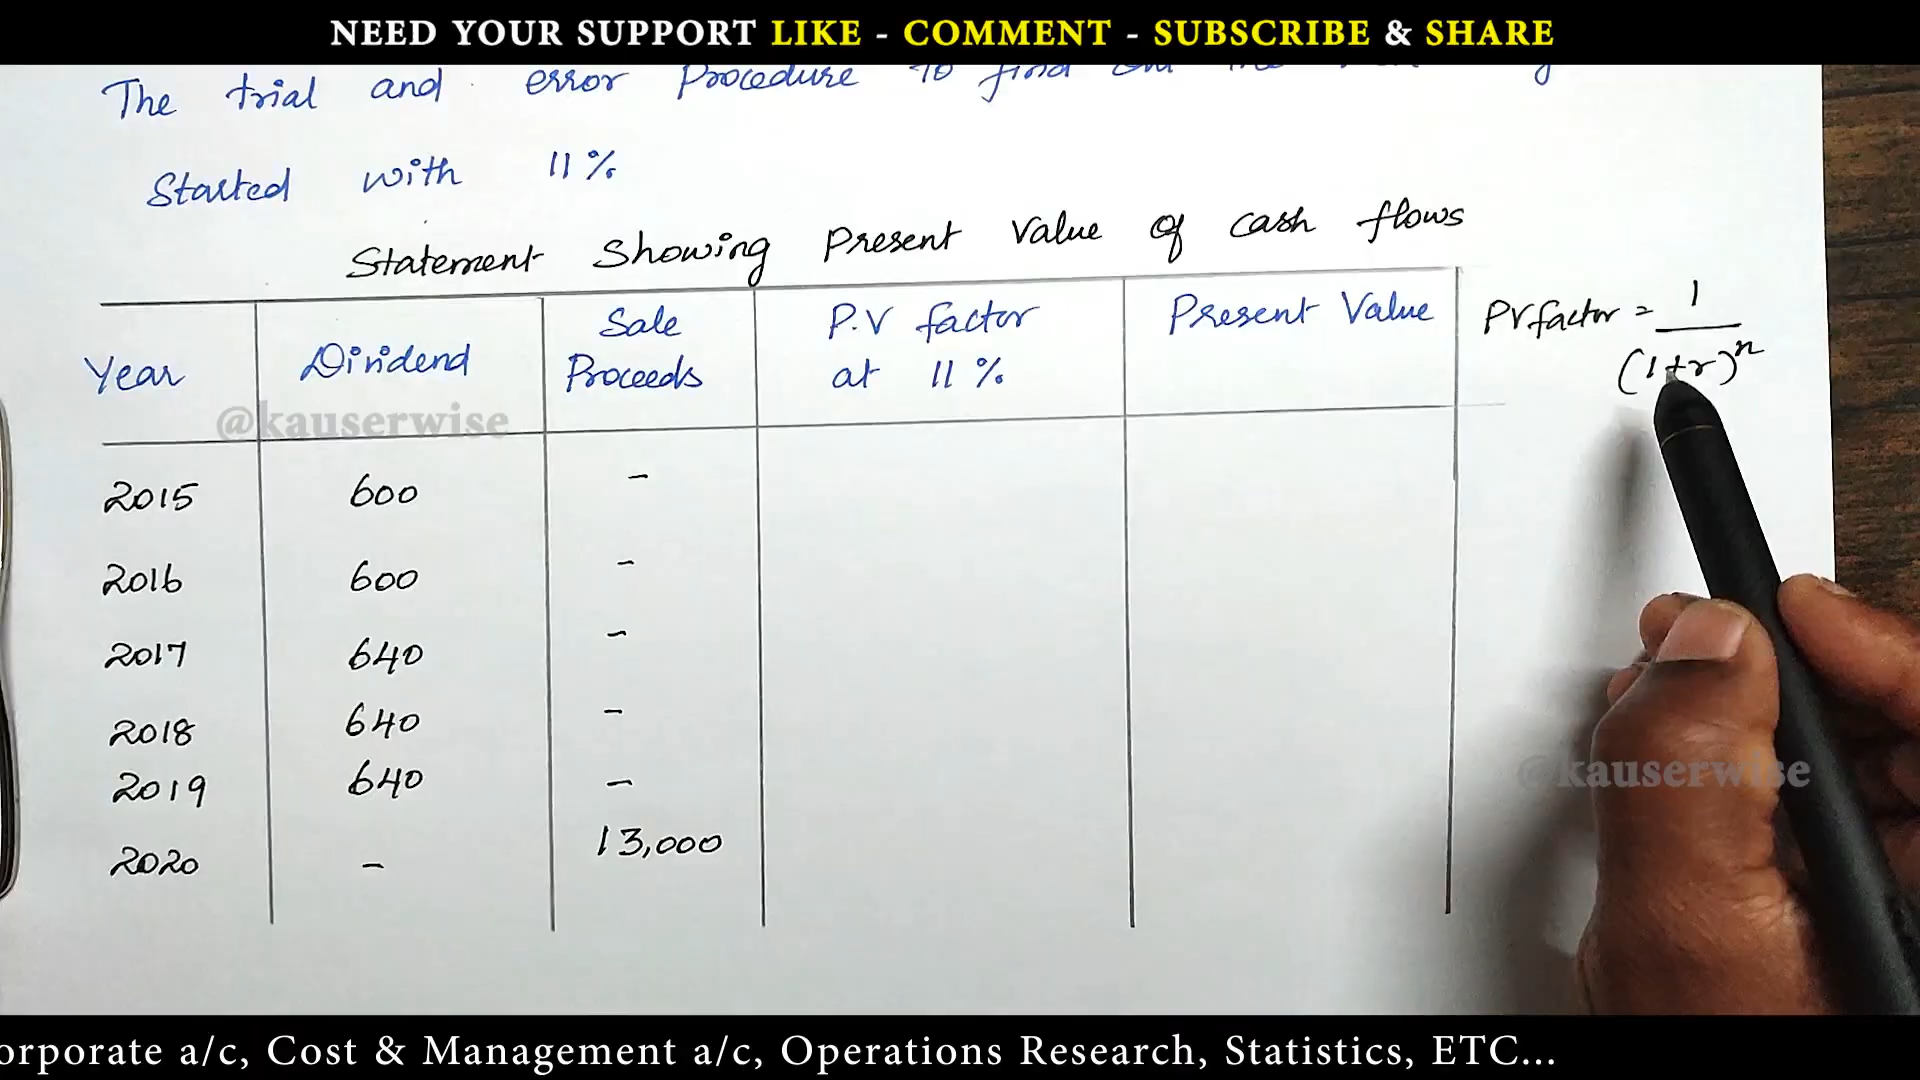 NEED YOUR SUPPORT LIKE - COMMENT - SUBSCRIBE & SHARE
The trial and error Procedure to find
Started with 11%
Statement Showing Present Value of cash flows
Year Dividend Sale Proceeds P.V factor at 11% Present Value
PV factor = 1 / (1+r)^n
@kauserwise
2015 600 -
2016 600 -
2017 640 -
2018 640 -
2019 640 -
@kauserwise
2020 - 13,000
orporate a/c, Cost & Management a/c, Operations Research, Statistics, ETC...